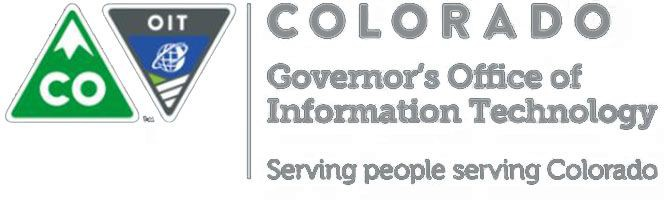 CO
OIT
COLORADO
Governor's Office of
Information Technology
Serving people serving Colorado